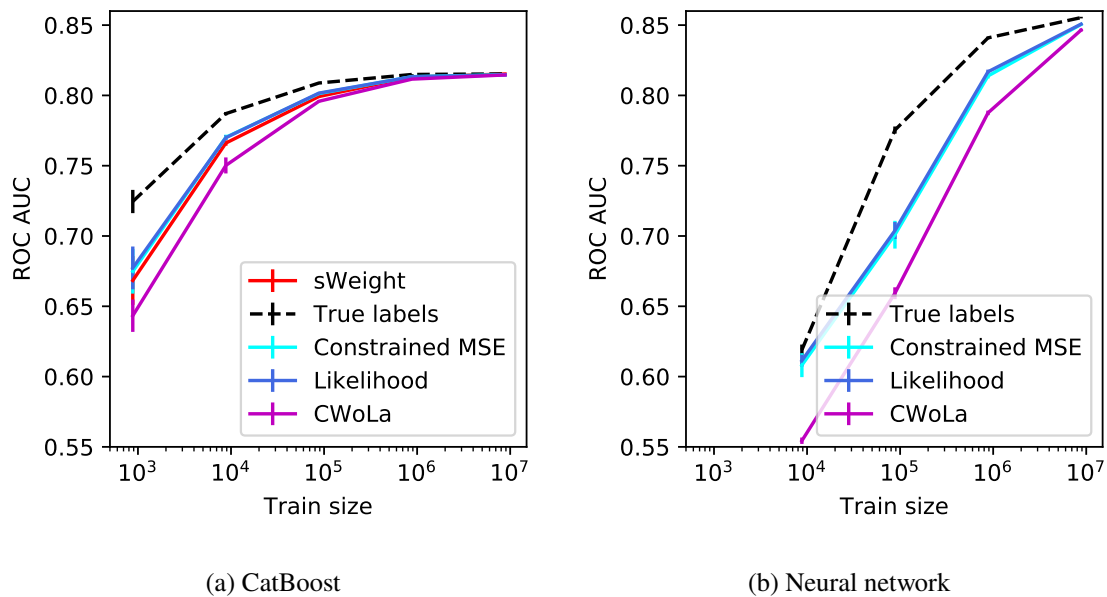 0.85
0.80
0.75
0.70
0.65
0.60
0.55
ROC AUC
10³ 10⁴ 10⁵ 10⁶ 10⁷
Train size
sWeight
True labels
Constrained MSE
Likelihood
CWoLa
(a) CatBoost
0.85
0.80
0.75
0.70
0.65
0.60
0.55
ROC AUC
10³ 10⁴ 10⁵ 10⁶ 10⁷
Train size
True labels
Constrained MSE
Likelihood
CWoLa
(b) Neural network